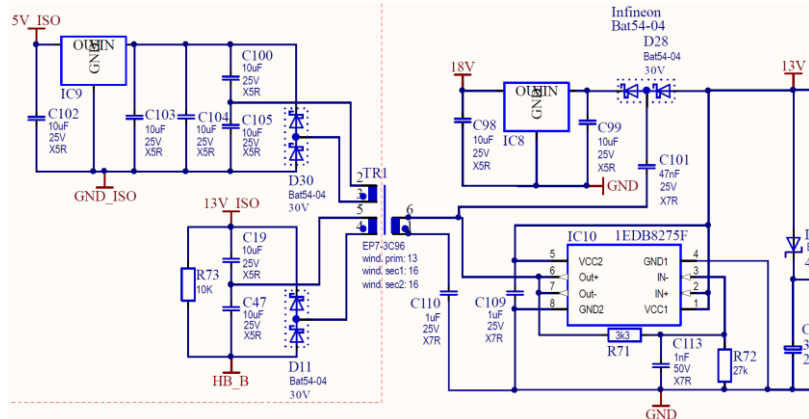 Infineon
Bat54-04
D28
Bat54-04
30V
5V_ISO
18V
13V
OUT IN
GND
IC9
C100
10uF
25V
X5R
C102
10uF
25V
X5R
C103
10uF
25V
X5R
C104
10uF
25V
X5R
C105
10uF
25V
X5R
D30
Bat54-04
30V
GND_ISO
OUT IN
GND
IC8
C98
10uF
25V
X5R
C99
10uF
25V
X5R
GND
C101
47nF
25V
X7R
TR1
2
3
5
4
6
1
EP7-3C96
wind. prim: 13
wind. sec1: 16
wind. sec2: 16
13V_ISO
C19
10uF
25V
X5R
R73
10K
C47
10uF
25V
X5R
D11
Bat54-04
30V
HB_B
IC10
1EDB8275F
5
VCC2
GND1
4
6
Out+
IN-
3
7
Out-
IN+
2
8
GND2
VCC1
1
C110
1uF
25V
X7R
C109
1uF
25V
X7R
3k3
R71
C113
1nF
50V
X7R
R72
27k
GND